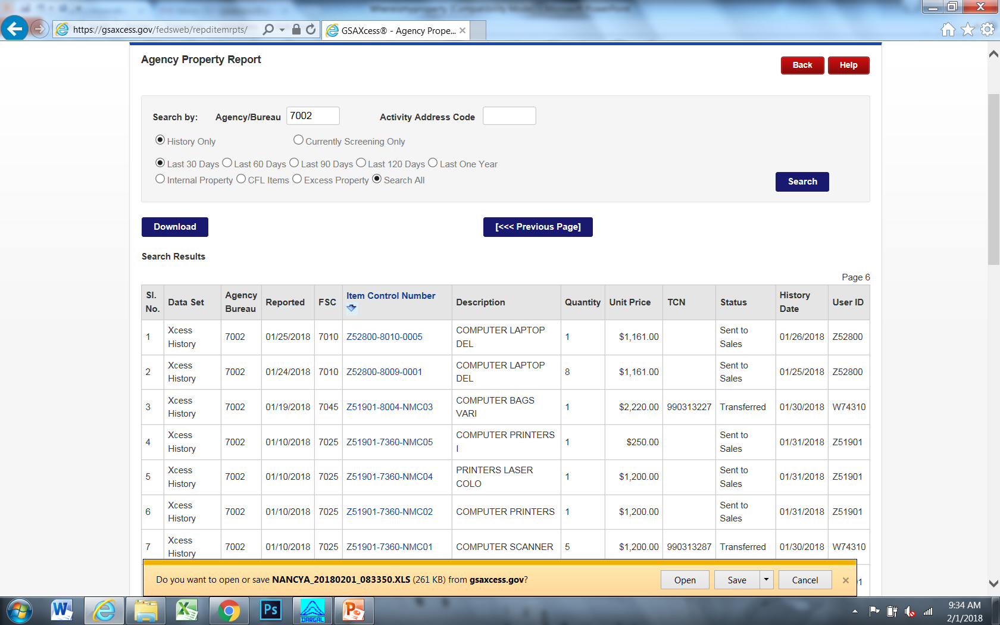 https://gsaxcess.gov/fedsweb/repditemrpts/
GSAXcess® - Agency Prope...
Agency Property Report
Back
Help
Search by: Agency/Bureau 7002 Activity Address Code
History Only Currently Screening Only
Last 30 Days Last 60 Days Last 90 Days Last 120 Days Last One Year
Internal Property CFL Items Excess Property Search All
Search
Download
[<<< Previous Page]
Search Results
Page 6
Sl. No. Data Set Agency Bureau Reported FSC Item Control Number Description Quantity Unit Price TCN Status History Date User ID
1 Xcess History 7002 01/25/2018 7010 Z52800-8010-0005 COMPUTER LAPTOP DEL 1 $1,161.00 Sent to Sales 01/26/2018 Z52800
2 Xcess History 7002 01/24/2018 7010 Z52800-8009-0001 COMPUTER LAPTOP DEL 8 $1,161.00 Sent to Sales 01/25/2018 Z52800
3 Xcess History 7002 01/19/2018 7045 Z51901-8004-NMC03 COMPUTER BAGS VARI 1 $2,220.00 990313227 Transferred 01/30/2018 W74310
4 Xcess History 7002 01/10/2018 7025 Z51901-7360-NMC05 COMPUTER PRINTERS I 1 $250.00 Sent to Sales 01/31/2018 Z51901
5 Xcess History 7002 01/10/2018 7025 Z51901-7360-NMC04 PRINTERS LASER COLO 1 $1,200.00 Sent to Sales 01/31/2018 Z51901
6 Xcess History 7002 01/10/2018 7025 Z51901-7360-NMC02 COMPUTER PRINTERS 1 $1,200.00 Sent to Sales 01/31/2018 Z51901
7 Xcess History 7002 01/10/2018 7025 Z51901-7360-NMC01 COMPUTER SCANNER 5 $1,200.00 990313287 Transferred 01/30/2018 W74310
Do you want to open or save NANCYA_20180201_083350.XLS (261 KB) from gsaxcess.gov?
Open
Save
Cancel
Ps
DARGAL
9:34 AM
2/1/2018